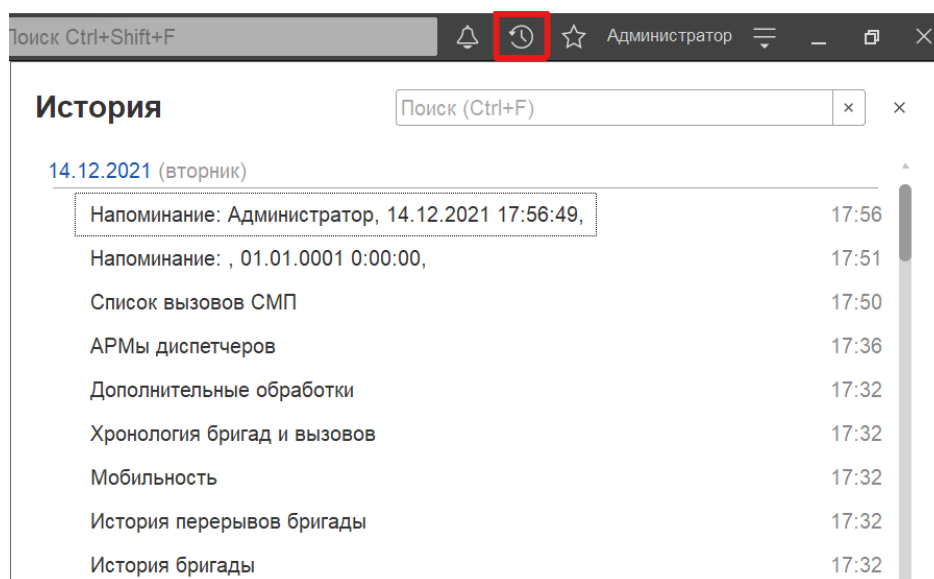 Поиск Ctrl+Shift+F Администратор
История Поиск (Ctrl+F) × ×
14.12.2021 (вторник)
Напоминание: Администратор, 14.12.2021 17:56:49, 17:56
Напоминание: , 01.01.0001 0:00:00, 17:51
Список вызовов СМП 17:50
АРМы диспетчеров 17:36
Дополнительные обработки 17:32
Хронология бригад и вызовов 17:32
Мобильность 17:32
История перерывов бригады 17:32
История бригады 17:32